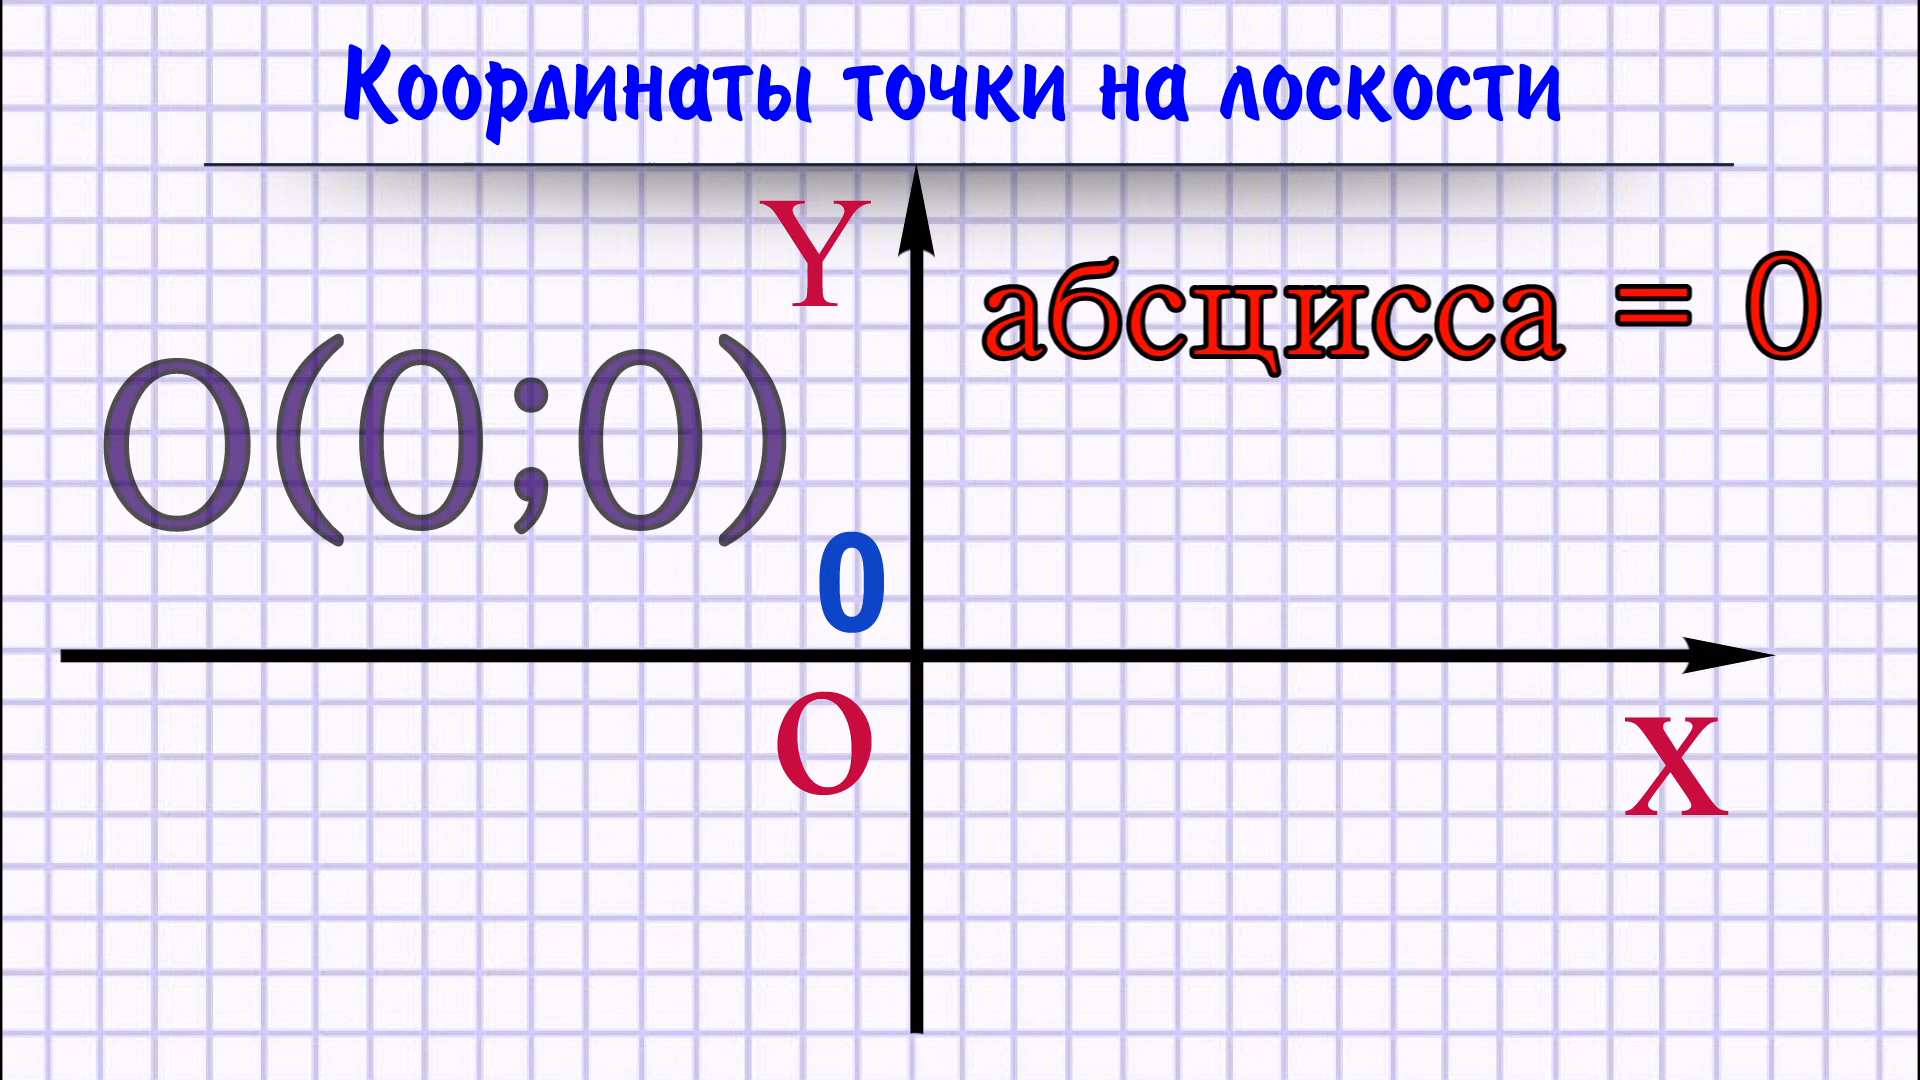 Координаты точки на лоскости
Y
абсцисса = 0
O(0;0)
0
O
X